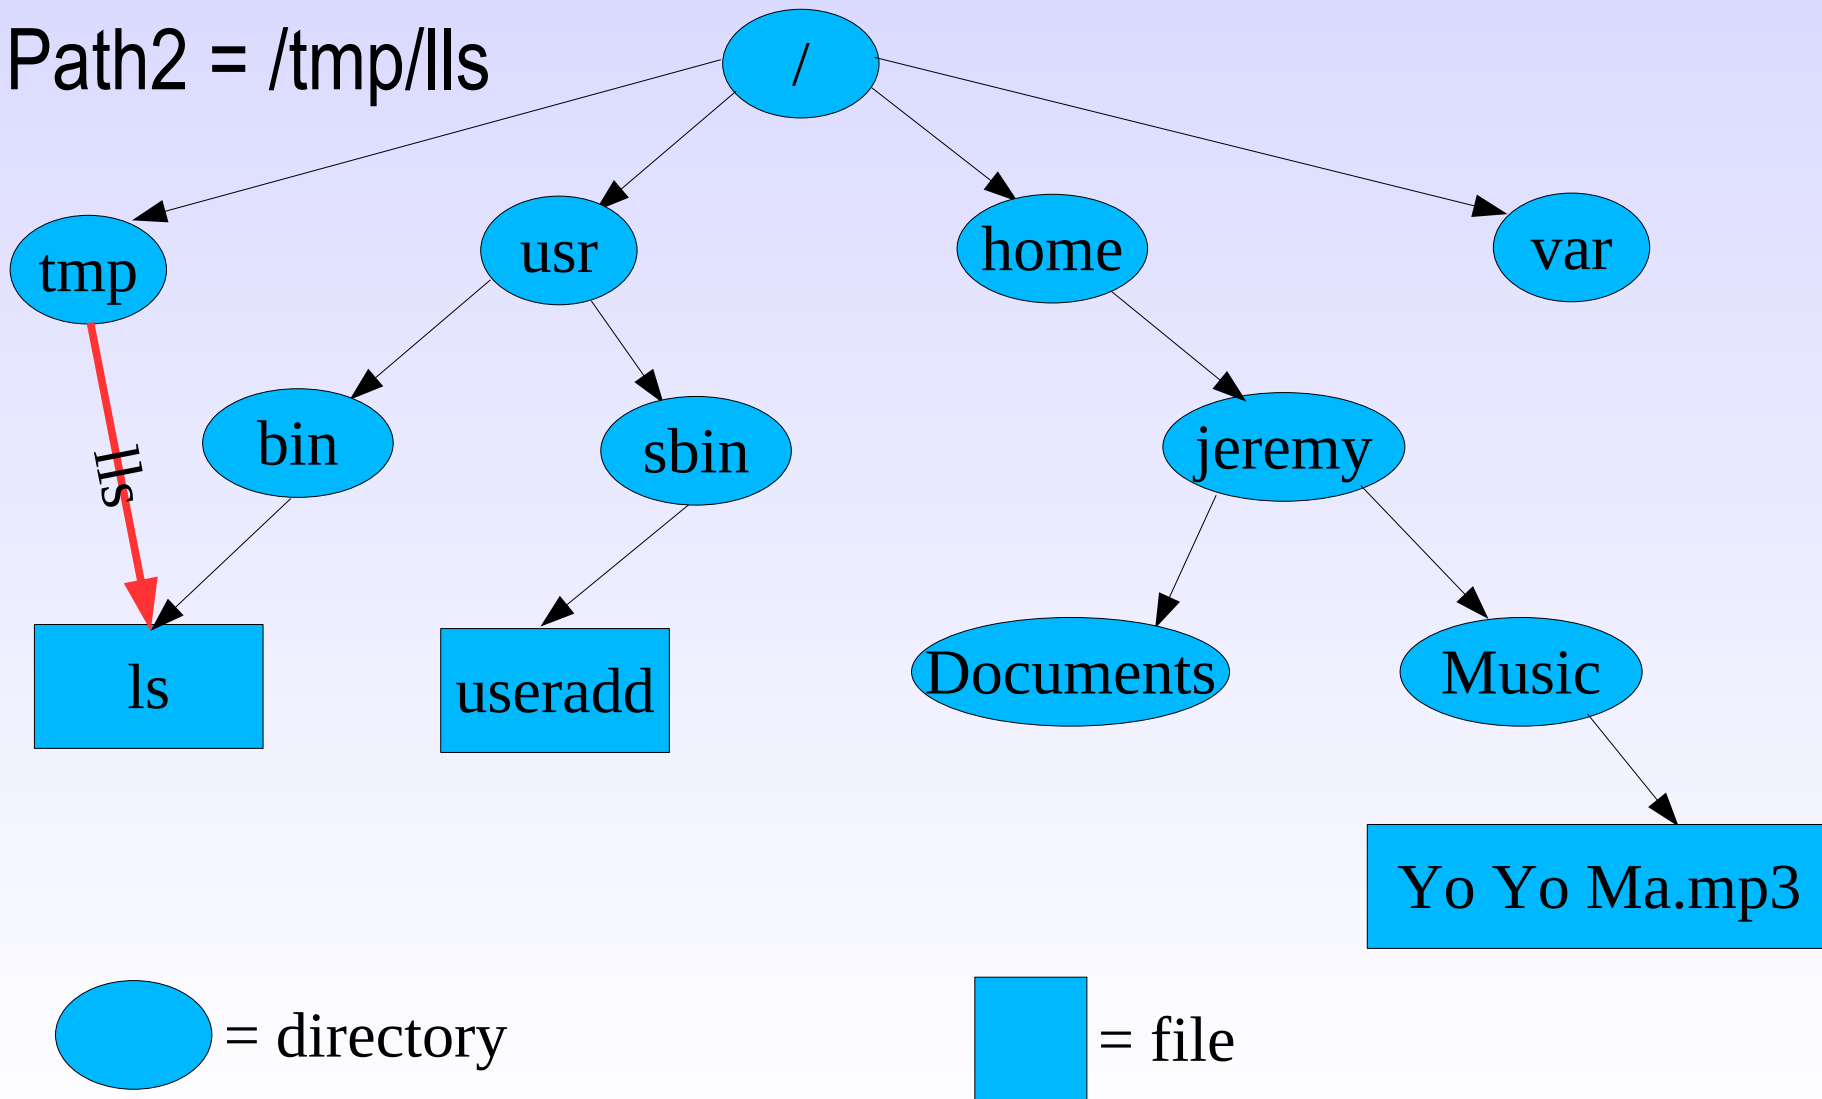 Path2 = /tmp/lls
/
tmp
usr
home
var
lls
bin
sbin
jeremy
ls
useradd
Documents
Music
Yo Yo Ma.mp3
= directory
= file